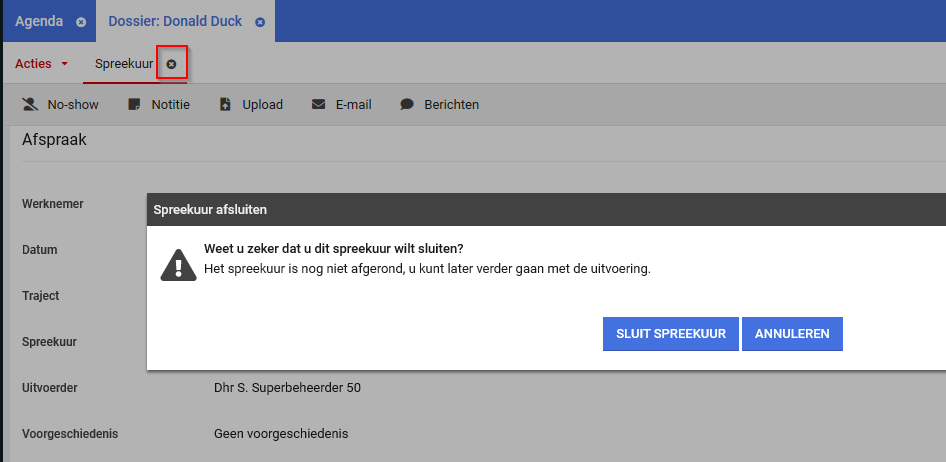 Agenda
Dossier: Donald Duck
Acties
Spreekuur
No-show
Notitie
Upload
E-mail
Berichten
Afspraak
Werknemer
Spreekuur afsluiten
Weet u zeker dat u dit spreekuur wilt sluiten?
Datum
Het spreekuur is nog niet afgerond, u kunt later verder gaan met de uitvoering.
Traject
SLUIT SPREEKUUR
ANNULEREN
Spreekuur
Uitvoerder
Dhr S. Superbeheerder 50
Voorgeschiedenis
Geen voorgeschiedenis